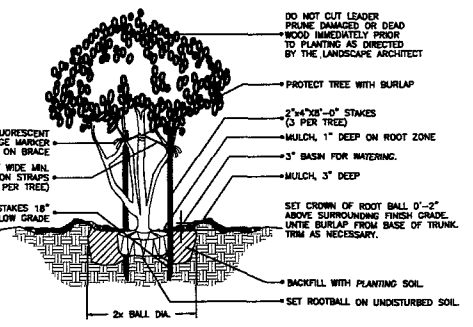 DO NOT CUT LEADER
PRUNE DAMAGED OR DEAD
WOOD IMMEDIATELY PRIOR
TO PLANTING AS DIRECTED
BY THE LANDSCAPE ARCHITECT
PROTECT TREE WITH BURLAP
2"x4"X8'-0" STAKES
(3 PER TREE)
MULCH, 1" DEEP ON ROOT ZONE
3" BASIN FOR WATERING.
MULCH, 3" DEEP
SET CROWN OF ROOT BALL 0'-2"
ABOVE SURROUNDING FINISH GRADE.
UNTIE BURLAP FROM BASE OF TRUNK.
TRIM AS NECESSARY.
BACKFILL WITH PLANTING SOIL
SET ROOTBALL ON UNDISTURBED SOIL.
UORESCENT
GE MARKER
ON BRACE
WIDE MIN.
ON STRAPS
PER TREE)
STAKES 18"
LOW GRADE
2x BALL DIA.